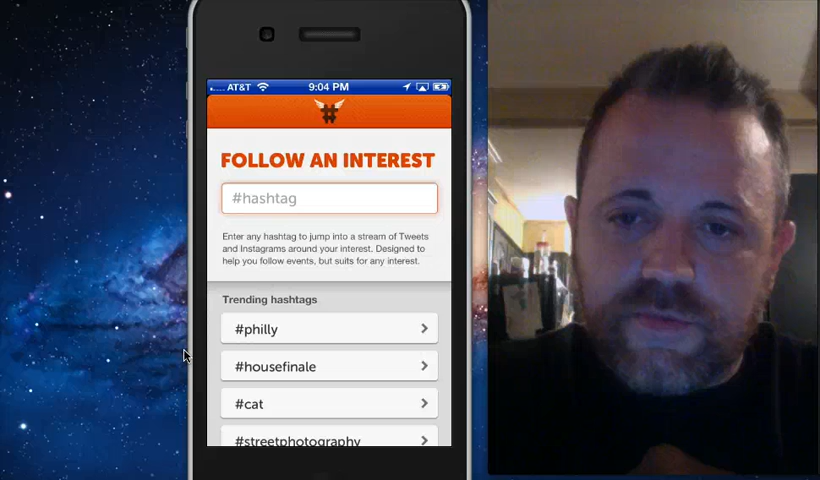 ..... AT&T 9:04 PM
FOLLOW AN INTEREST
#hashtag
Enter any hashtag to jump into a stream of Tweets
and Instagrams around your interest. Designed to
help you follow events, but suits for any interest.
Trending hashtags
#philly
#housefinale
#cat
#streetphotography